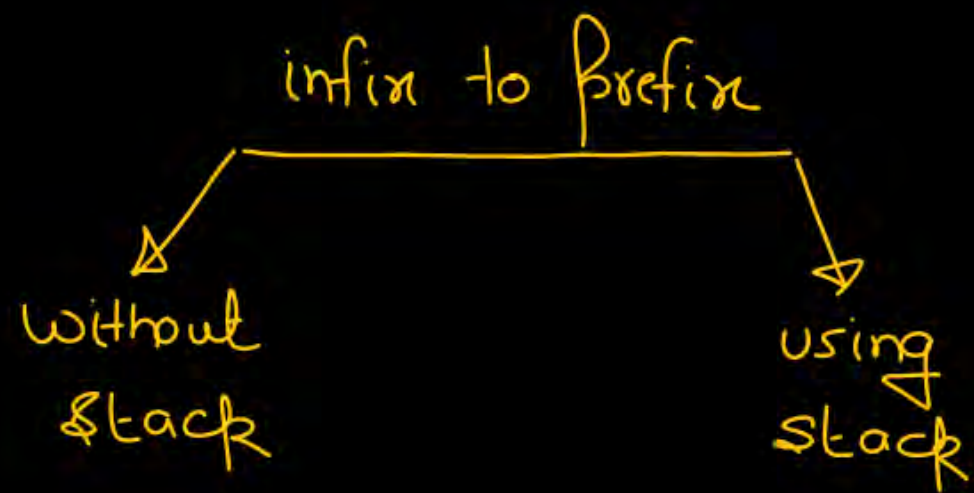 infix to prefix
without
stack
using
stack